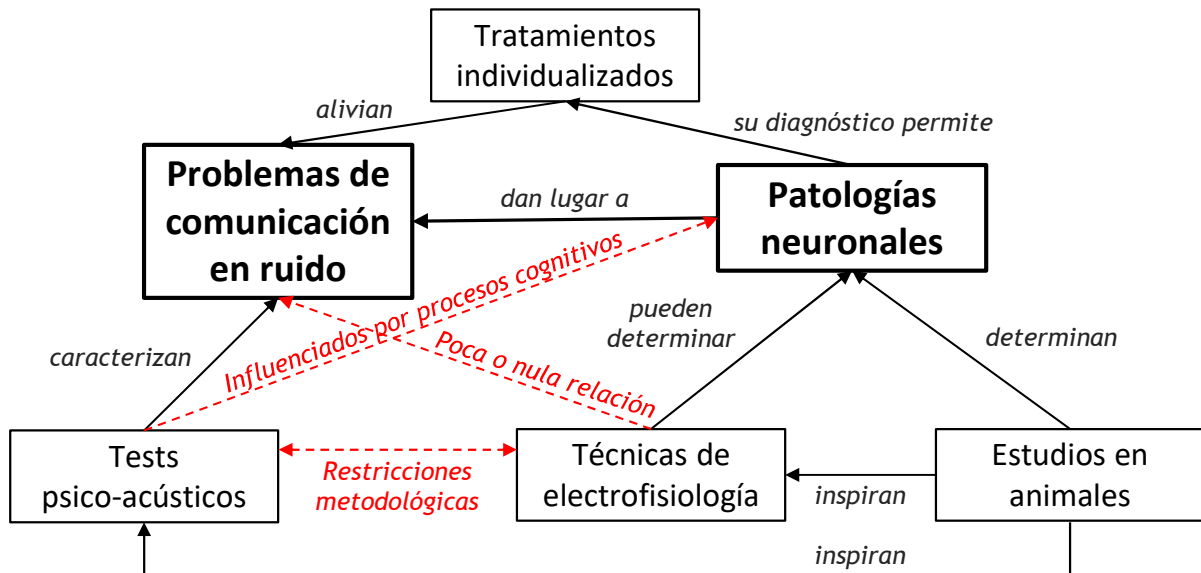 Tratamientos
individualizados
alivian
su diagnóstico permite
Problemas de
comunicación
en ruido
dan lugar a
Patologías
neuronales
Influenciados por procesos cognitivos
Poca o nula relación
caracterizan
pueden
determinar
determinan
Tests
psico-acústicos
Restricciones
metodológicas
Técnicas de
electrofisiología
inspiran
Estudios en
animales
inspiran